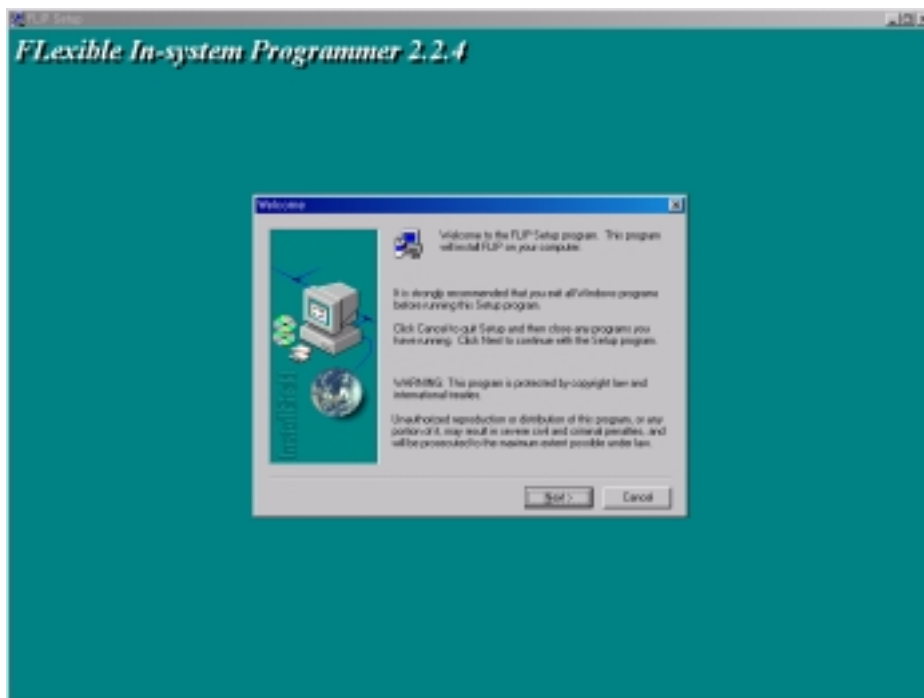 FLIP Setup
FLexible In-system Programmer 2.2.4
Welcome
Welcome to the FLIP Setup program. This program
will install FLIP on your computer.
It is strongly recommended that you exit all Windows programs
before running this Setup program.
Click Cancel to quit Setup and then close any programs you
have running. Click Next to continue with the Setup program.
WARNING: This program is protected by copyright law and
international treaties.
Unauthorized reproduction or distribution of this program, or any
portion of it, may result in severe civil and criminal penalties, and
will be prosecuted to the maximum extent possible under law.
InstallShield
Next >
Cancel